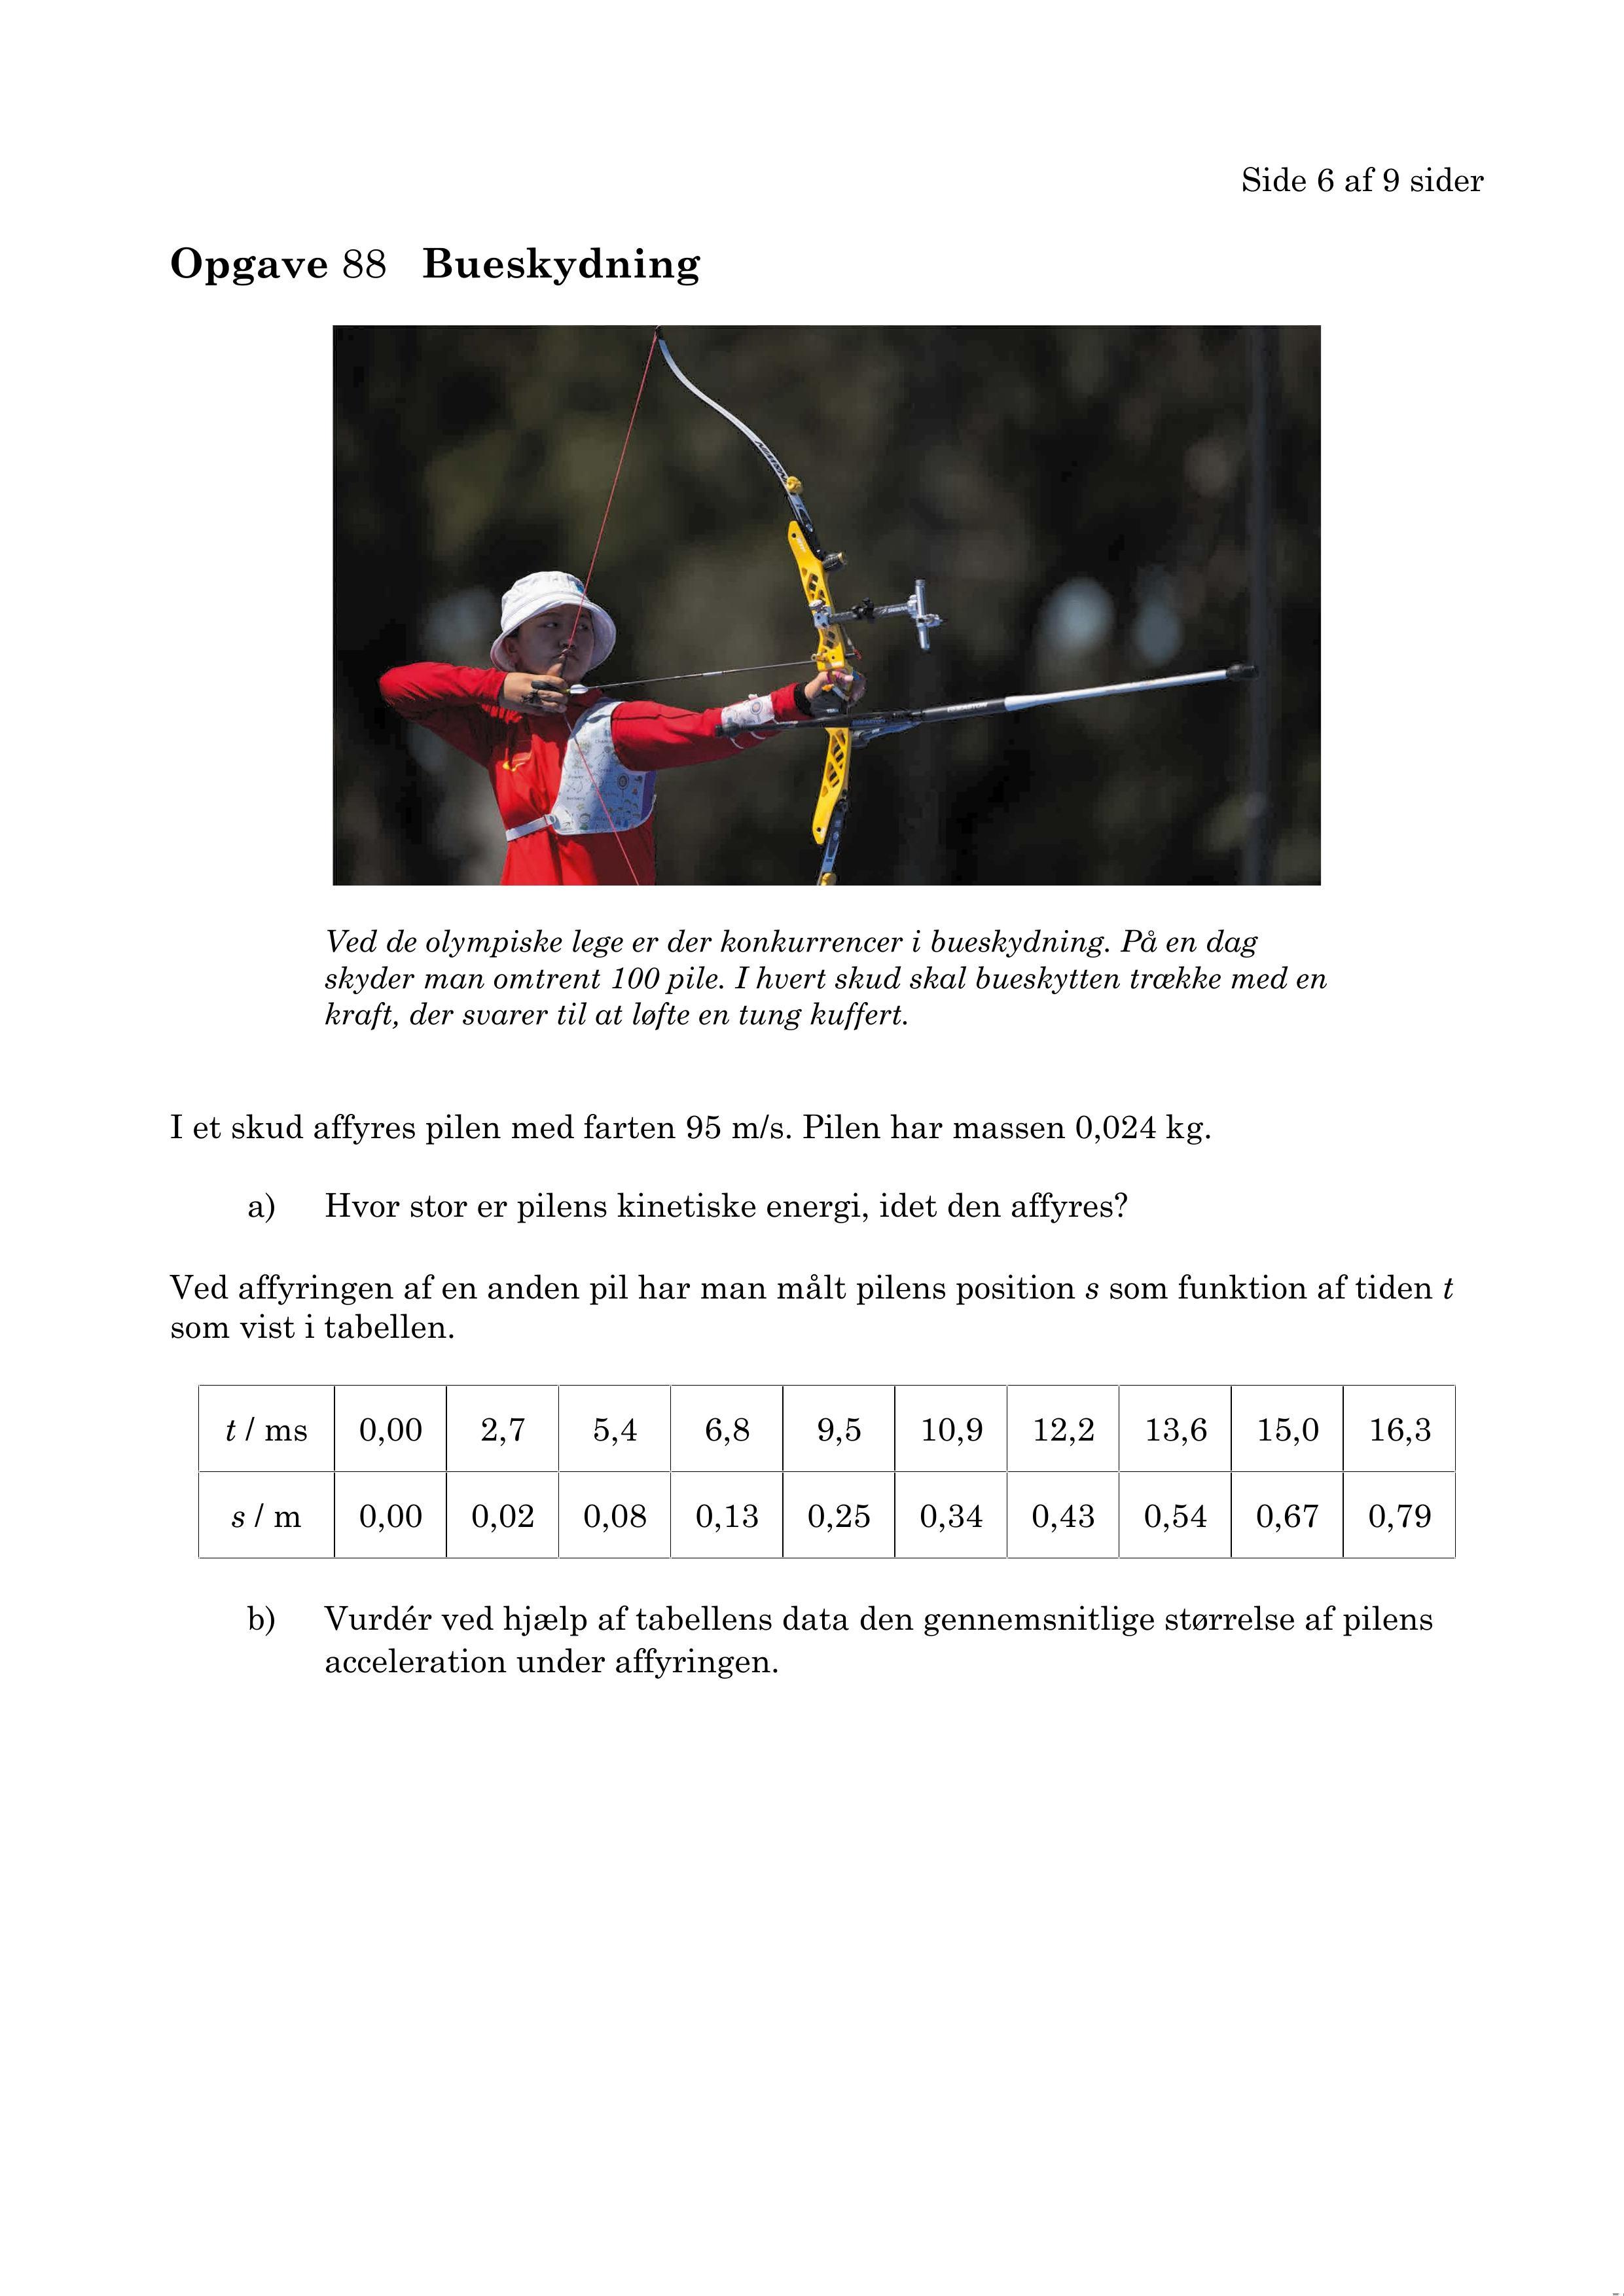 Side 6 af 9 sider
Opgave 88 Bueskydning
Ved de olympiske lege er der konkurrencer i bueskydning. På en dag
skyder man omtrent 100 pile. I hvert skud skal bueskytten trække med en
kraft, der svarer til at løfte en tung kuffert.
I et skud affyres pilen med farten 95 m/s. Pilen har massen 0,024 kg.
a) Hvor stor er pilens kinetiske energi, idet den affyres?
Ved affyringen af en anden pil har man målt pilens position s som funktion af tiden t
som vist i tabellen.
t / ms 0,00 2,7 5,4 6,8 9,5 10,9 12,2 13,6 15,0 16,3
s / m 0,00 0,02 0,08 0,13 0,25 0,34 0,43 0,54 0,67 0,79
b) Vurdér ved hjælp af tabellens data den gennemsnitlige størrelse af pilens
acceleration under affyringen.